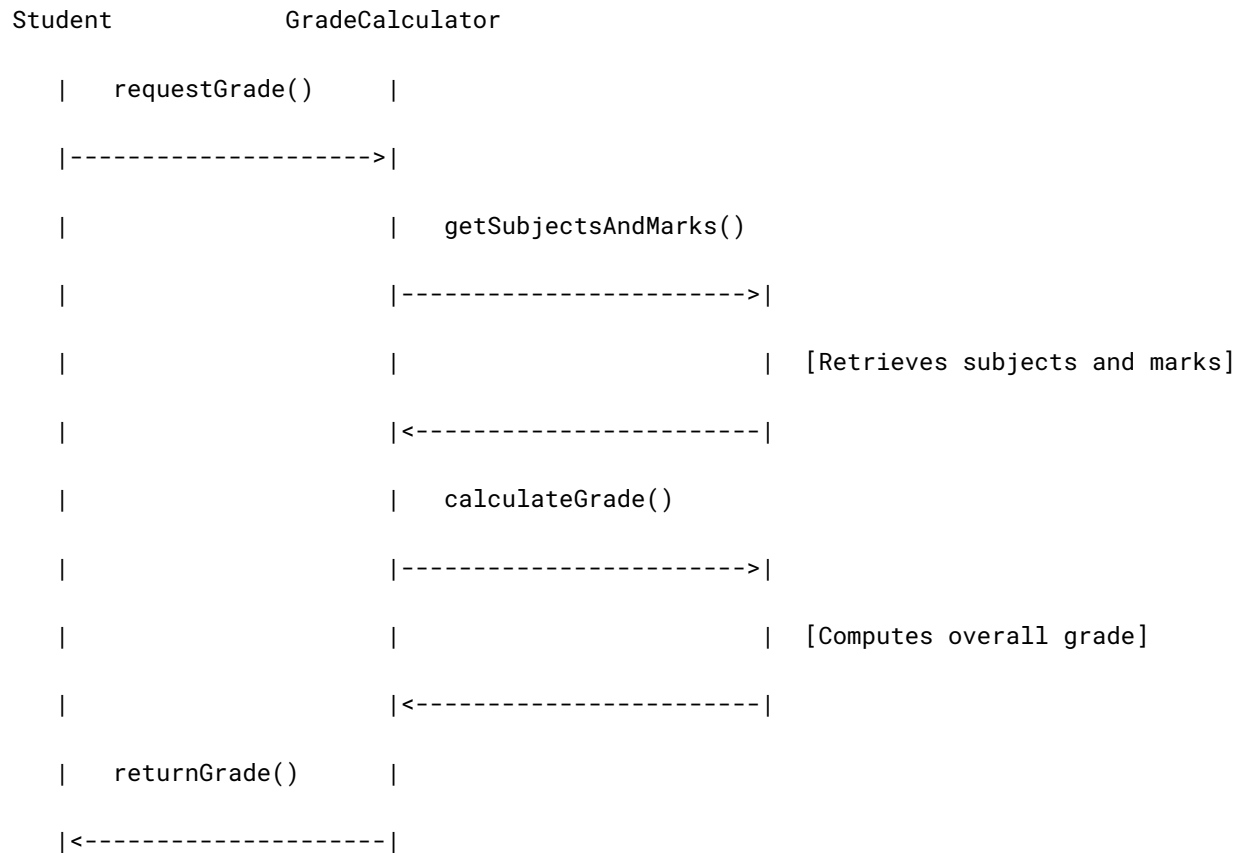 Student            GradeCalculator
   |   requestGrade()     |
   |--------------------->|
   |                      |   getSubjectsAndMarks()
   |                      |------------------------>|
   |                      |                         |  [Retrieves subjects and marks]
   |                      |<------------------------|
   |                      |   calculateGrade()
   |                      |------------------------>|
   |                      |                         |  [Computes overall grade]
   |                      |<------------------------|
   |   returnGrade()      |
   |<---------------------|